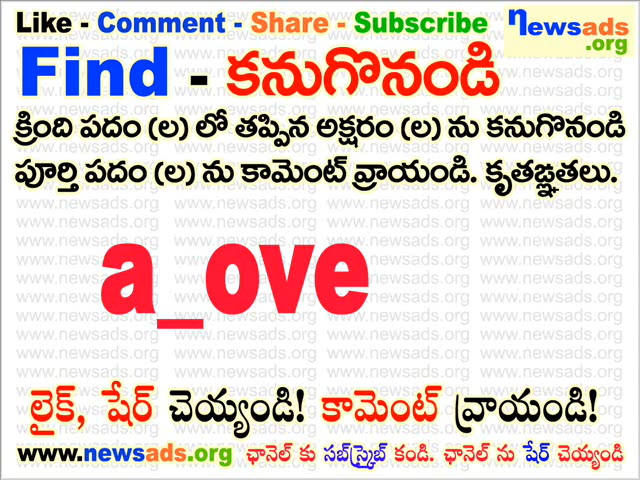 Like - Comment - Share - Subscribe
newsads
.org
Find - కనుగొనండి
క్రింది పదం (ల) లో తప్పిన అక్షరం (ల) ను కనుగొనండి
పూర్తి పదం (ల) ను కామెంట్ వ్రాయండి. కృతఙ్ఞతలు.
a_ove
లైక్, షేర్ చెయ్యండి! కామెంట్ వ్రాయండి!
www.newsads.org ఛానెల్ కు సబ్‌స్క్రైబ్ కండి. ఛానెల్ ను షేర్ చెయ్యండి